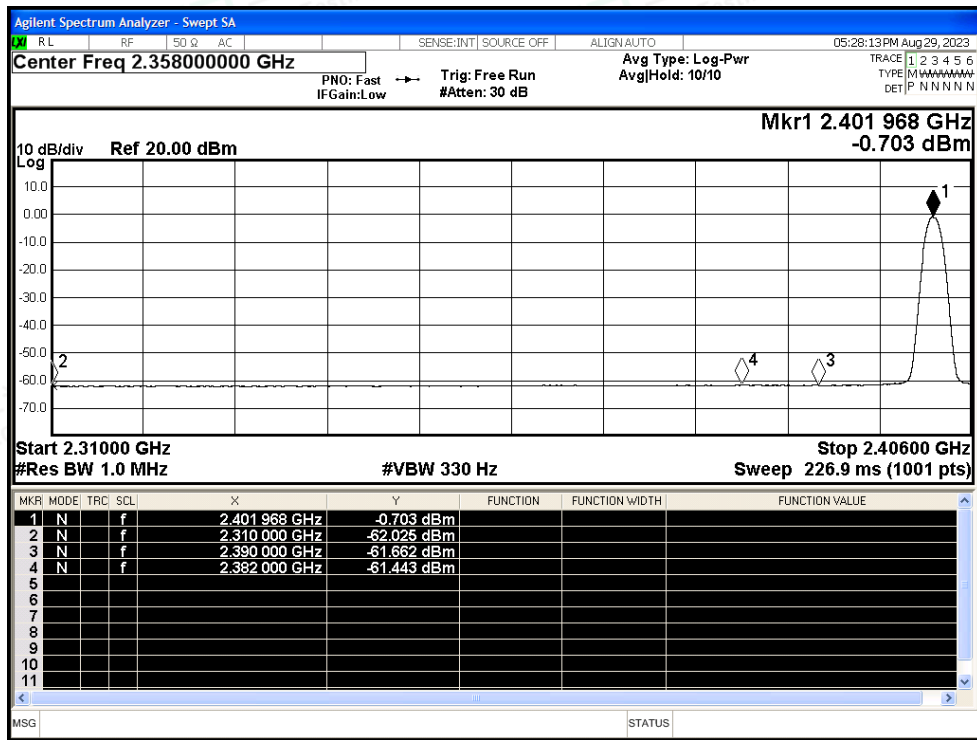 Agilent Spectrum Analyzer - Swept SA
LXI RL RF 50 Ω AC SENSE:INT SOURCE OFF ALIGN AUTO 05:28:13 PM Aug 29, 2023
Center Freq 2.358000000 GHz
PNO: Fast
IFGain:Low
Trig: Free Run
#Atten: 30 dB
Avg Type: Log-Pwr
Avg|Hold: 10/10
TRACE 1 2 3 4 5 6
TYPE M WWWWW
DET P N N N N N
Mkr1 2.401 968 GHz
-0.703 dBm
10 dB/div Ref 20.00 dBm
Log
10.0
0.00
-10.0
-20.0
-30.0
-40.0
-50.0
-60.0
-70.0
1
2
4
3
Start 2.31000 GHz Stop 2.40600 GHz
#Res BW 1.0 MHz #VBW 330 Hz Sweep 226.9 ms (1001 pts)
MKR MODE TRC SCL X Y FUNCTION FUNCTION WIDTH FUNCTION VALUE
1 N f 2.401 968 GHz -0.703 dBm
2 N f 2.310 000 GHz -62.025 dBm
3 N f 2.390 000 GHz -61.662 dBm
4 N f 2.382 000 GHz -61.443 dBm
5
6
7
8
9
10
11
MSG STATUS